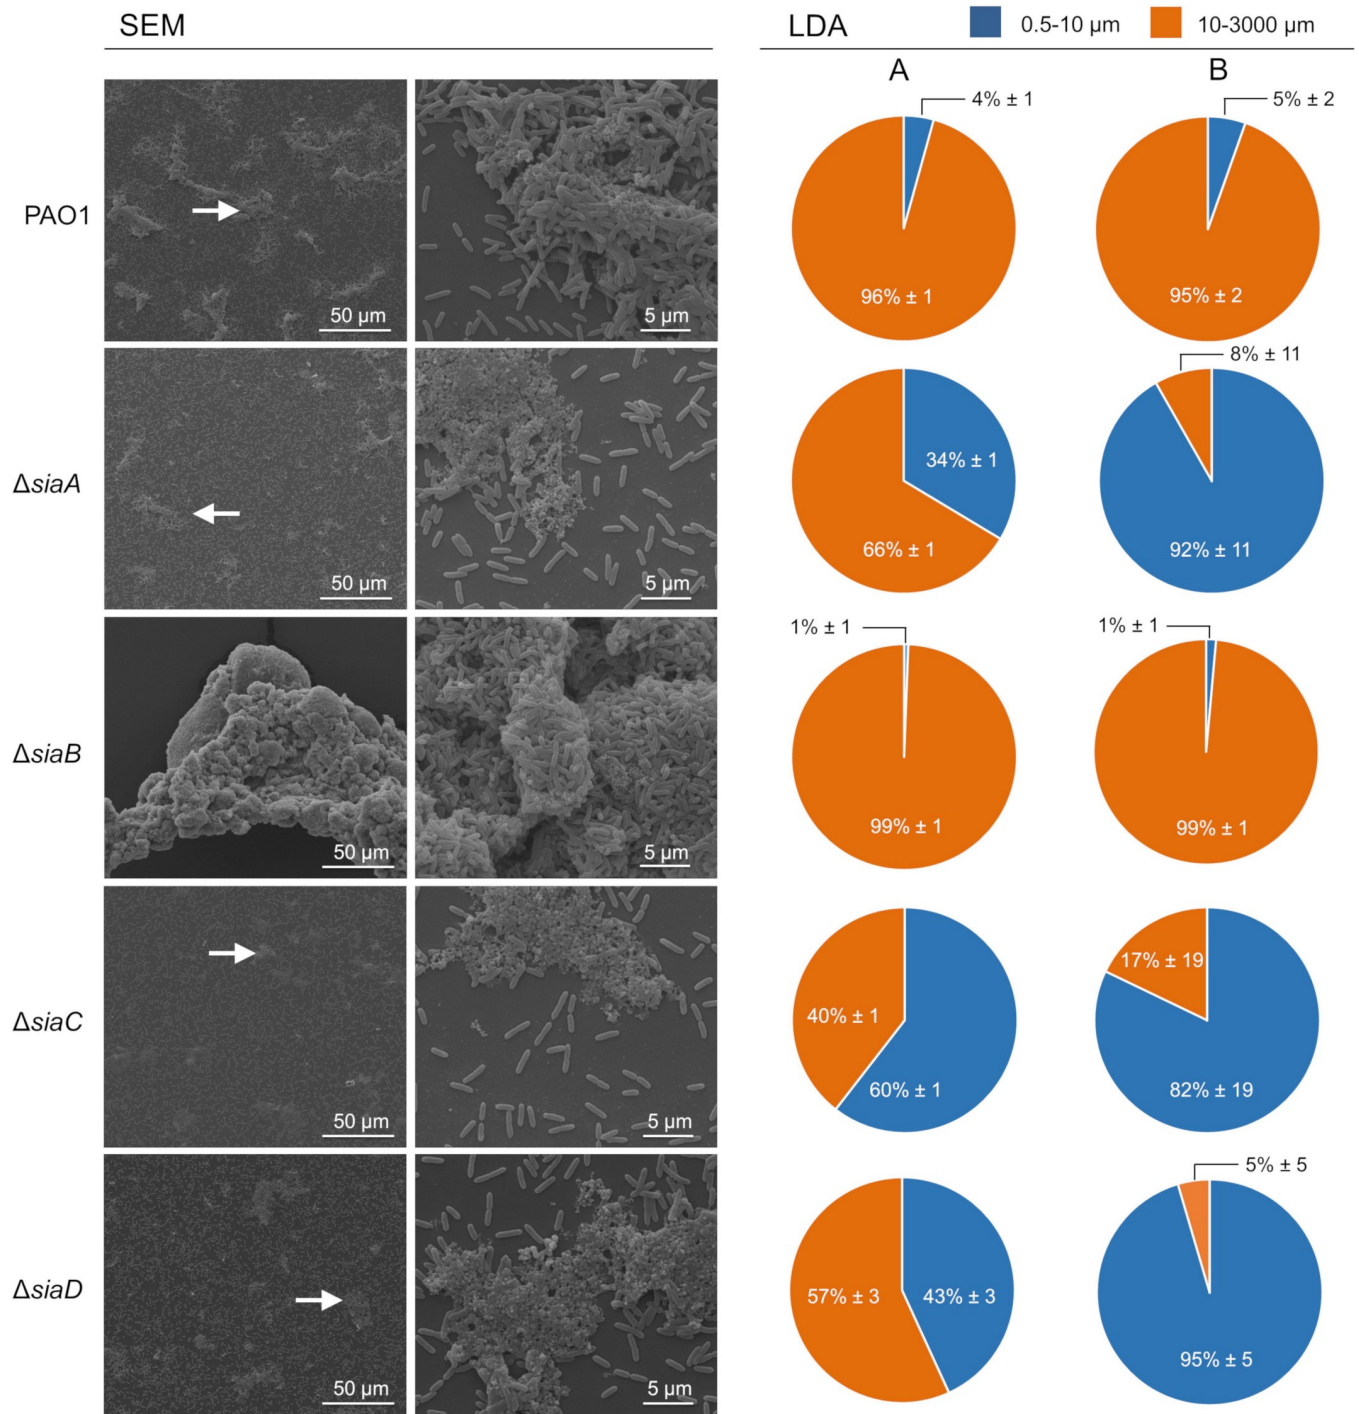 SEM
LDA
0.5-10 µm
10-3000 µm
A
B
PAO1
50 µm
5 µm
4% ± 1
96% ± 1
5% ± 2
95% ± 2
ΔsiaA
50 µm
5 µm
34% ± 1
66% ± 1
8% ± 11
92% ± 11
ΔsiaB
50 µm
5 µm
1% ± 1
99% ± 1
1% ± 1
99% ± 1
ΔsiaC
50 µm
5 µm
40% ± 1
60% ± 1
17% ± 19
82% ± 19
ΔsiaD
50 µm
5 µm
57% ± 3
43% ± 3
5% ± 5
95% ± 5